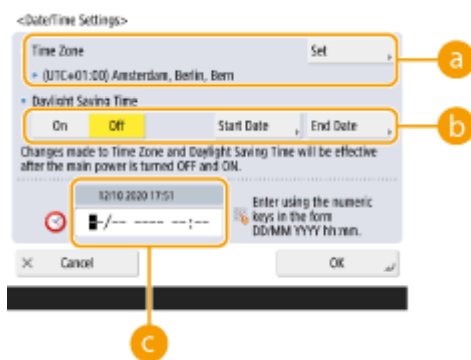 <Date/Time Settings>
Time Zone
Set
a
(UTC+01:00) Amsterdam, Berlin, Bern
Daylight Saving Time
On Off Start Date End Date
b
Changes made to Time Zone and Daylight Saving Time will be effective
after the main power is turned OFF and ON.
12/10 2020 17:51
-/-- ---- --:--
Enter using the numeric
keys in the form
DD/MM YYYY hh:mm.
× Cancel
OK
c